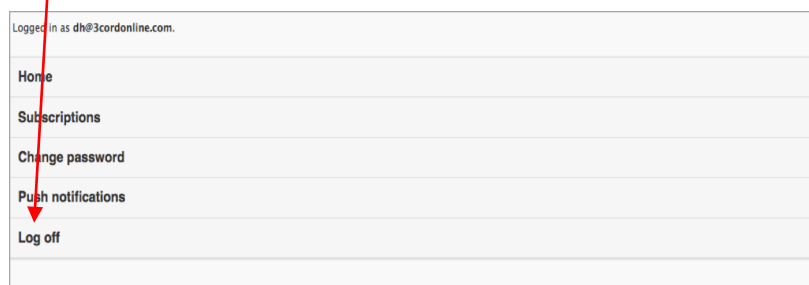 Logged in as dh@3cordonline.com.
Home
Subscriptions
Change password
Push notifications
Log off